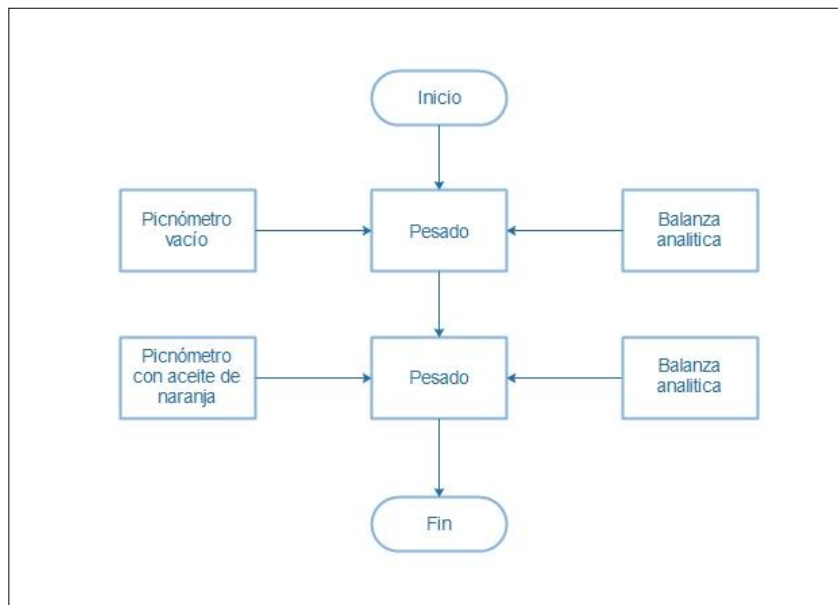 Inicio
Picnómetro
vacío
Pesado
Balanza
analitica
Picnómetro
con aceite de
naranja
Pesado
Balanza
analitica
Fin